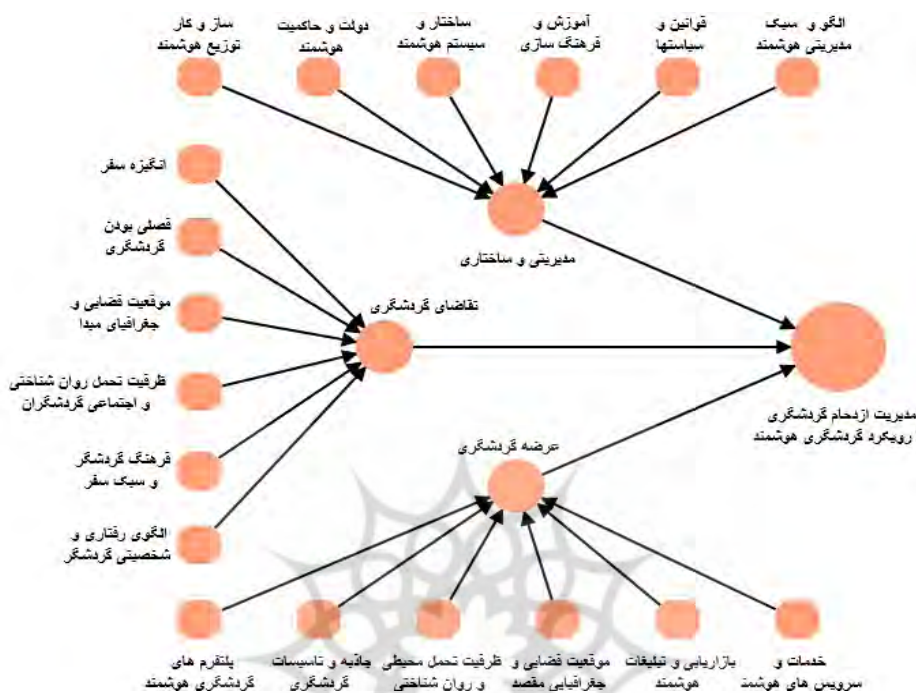 الگو و سبک
مدیریتی هوشمند
قوانین و
سیاستها
آموزش و
فرهنگ سازی
ساختار و
سیستم هوشمند
دولت و حاکمیت
هوشمند
ساز و کار
توزیع هوشمند
انگیزه سفر
فصلی بودن
گردشگری
موقعیت فضایی و
جغرافیای مبدا
ظرفیت تحمل روان شناختی
و اجتماعی گردشگران
فرهنگ گردشگر
و سبک سفر
الگوی رفتاری و
شخصیتی گردشگر
مدیریتی و ساختاری
تقاضای گردشگری
عرضه گردشگری
مدیریت ازدحام گردشگری
رویکرد گردشگری هوشمند
خدمات و
سرویس های هوشمند
بازاریابی و تبلیغات
هوشمند
موقعیت فضایی و
جغرافیایی مقصد
ظرفیت تحمل محیطی
و روان شناختی
جاذبه و تاسیسات
گردشگری
پلتفرم های
گردشگری هوشمند